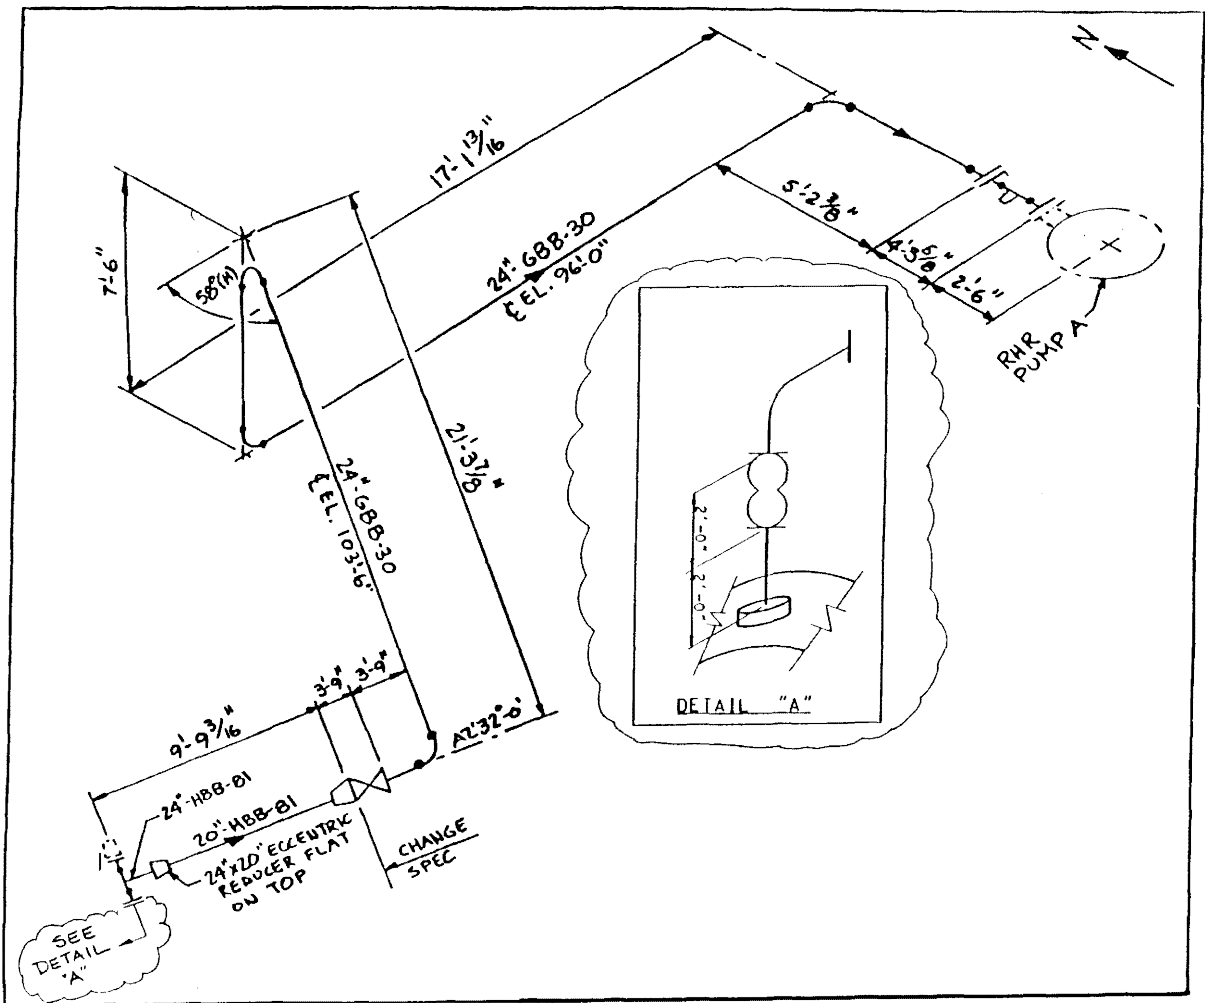 N
17'-1 13/16"
7'-6"
58°(H)
24"-GBB-30
℄ EL. 96'-0"
5'-2 3/8"
4'-3 5/8"
2'-6"
RHR
PUMP A
21'-3 7/8"
24"-GBB-30
℄ EL. 103'-6"
2'-0"
2'-0"
DETAIL "A"
3'-9"
3'-9"
9'-9 3/16"
AZ 32°-0'
24"-HBB-81
20"-HBB-81
24"x20" ECCENTRIC
REDUCER FLAT
ON TOP
CHANGE
SPEC
SEE
DETAIL
"A"